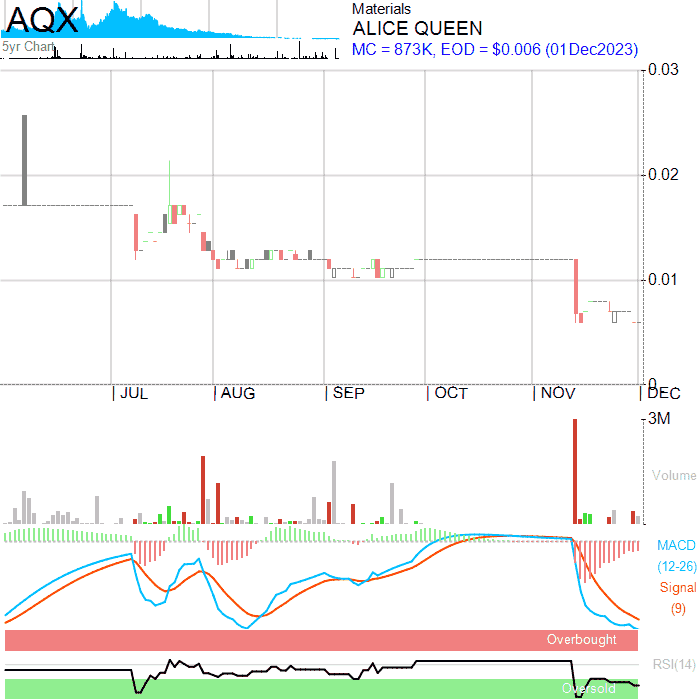 AQX
5yr Chart
Materials
ALICE QUEEN
MC = 873K, EOD = $0.006 (01Dec2023)
0.03
0.02
0.01
0
JUL AUG SEP OCT NOV DEC
3M
Volume
MACD
(12-26)
Signal
(9)
Overbought
RSI(14)
Oversold